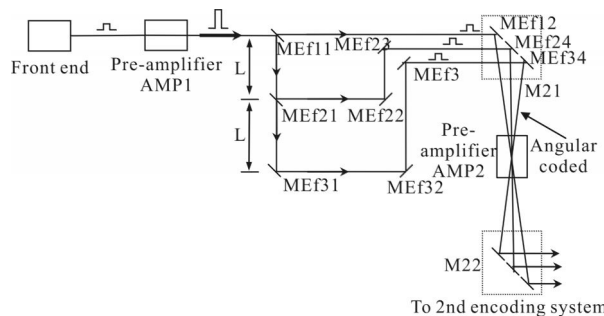 MEf12
MEf24
MEf34
MEf11
MEf23
MEf3
Front end
Pre-amplifier
AMP1
L
M21
MEf21
MEf22
Pre-
amplifier
AMP2
Angular
coded
L
MEf31
MEf32
M22
To 2nd encoding system